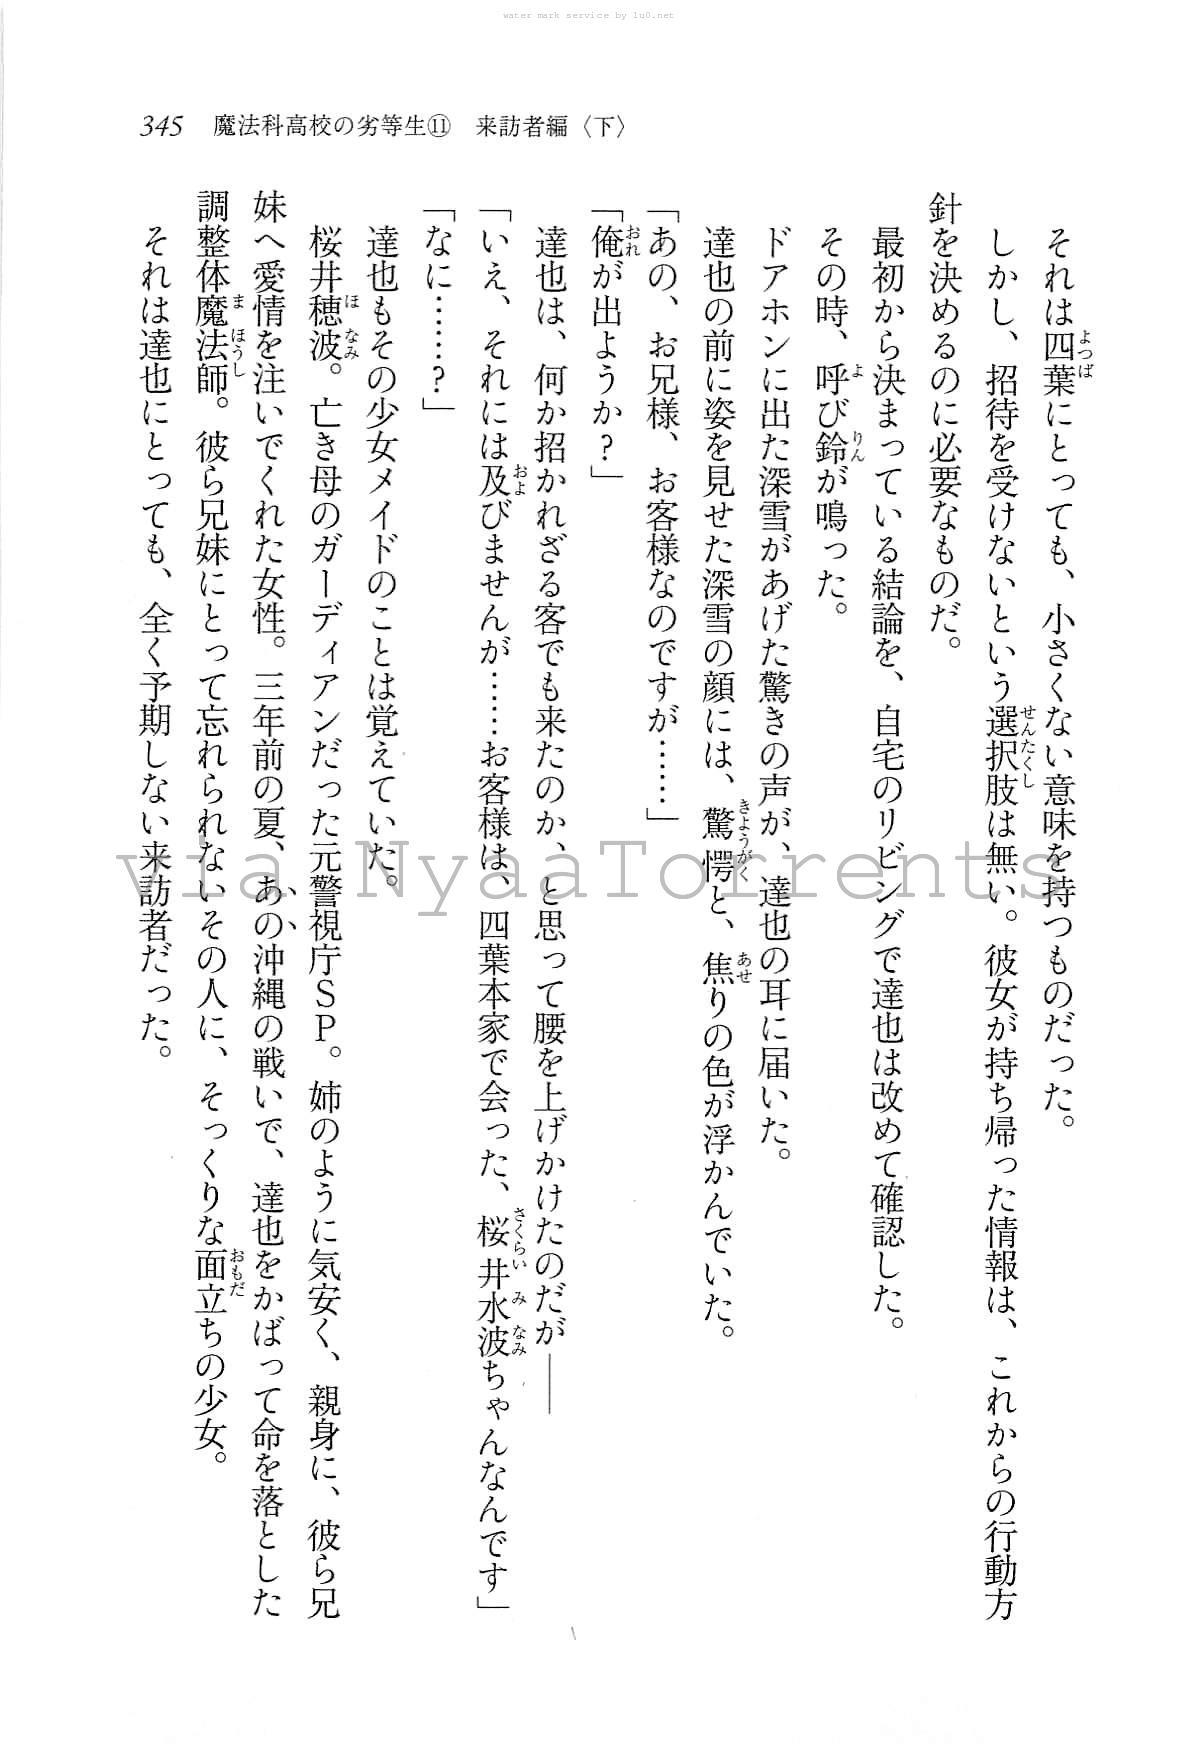 water mark service by lu0.net
345 魔法科高校の劣等生⑪ 来訪者編〈下〉
それは四葉にとっても、小さくない意味を持つものだった。
しかし、招待を受けないという選択肢は無い。彼女が持ち帰った情報は、これからの行動方
針を決めるのに必要なものだ。
最初から決まっている結論を、自宅のリビングで達也は改めて確認した。
その時、呼び鈴が鳴った。
ドアホンに出た深雪があげた驚きの声が、達也の耳に届いた。
達也の前に姿を見せた深雪の顔には、驚愕と、焦りの色が浮かんでいた。
「あの、お兄様、お客様なのですが……」
「俺が出ようか？」
達也は、何か招かれざる客でも来たのか、と思って腰を上げかけたのだが――
「いえ、それには及びませんが……お客様は、四葉本家で会った、桜井水波ちゃんなんです」
「なに……？」
達也もその少女メイドのことは覚えていた。
桜井穂波。亡き母のガーディアンだった元警視庁ＳＰ。姉のように気安く、親身に、彼ら兄
妹へ愛情を注いでくれた女性。三年前の夏、あの沖縄の戦いで、達也をかばって命を落とした
調整体魔法師。彼ら兄妹にとって忘れられないその人に、そっくりな面立ちの少女。
それは達也にとっても、全く予期しない来訪者だった。
via NyaaTorrents